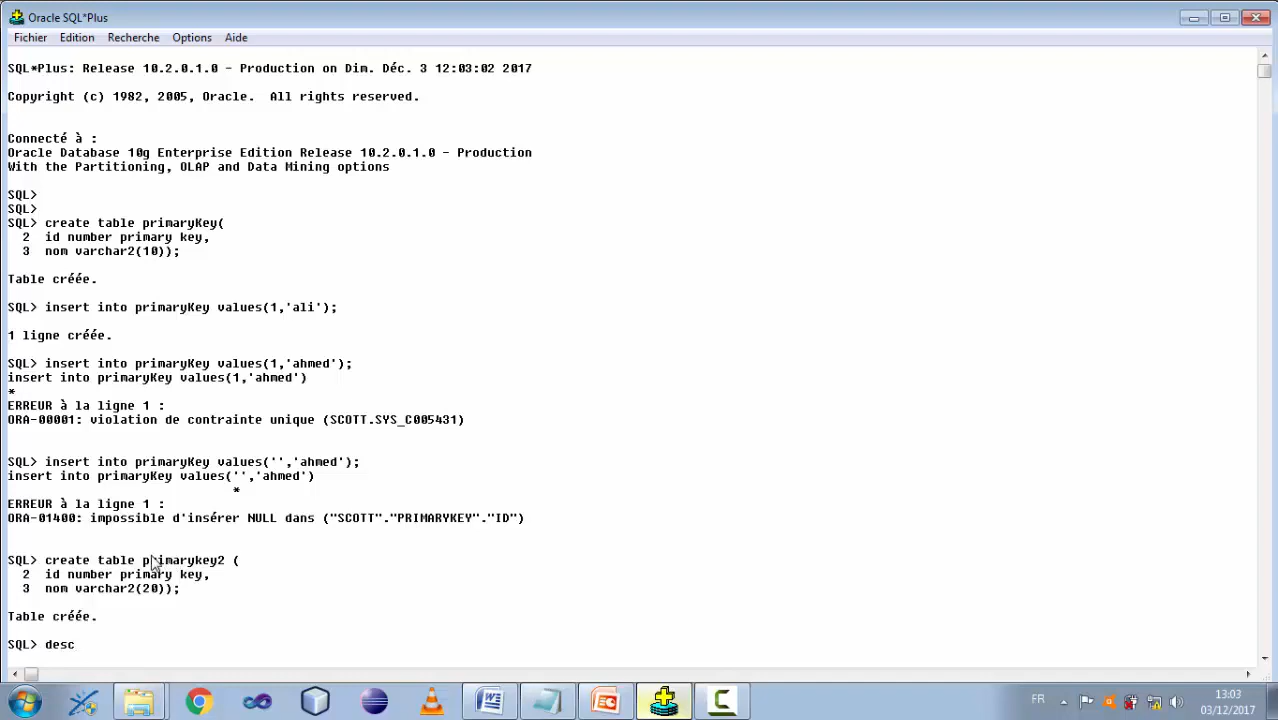 Oracle SQL*Plus
Fichier Edition Recherche Options Aide
SQL*Plus: Release 10.2.0.1.0 - Production on Dim. Déc. 3 12:03:02 2017
Copyright (c) 1982, 2005, Oracle.  All rights reserved.
Connecté à :
Oracle Database 10g Enterprise Edition Release 10.2.0.1.0 - Production
With the Partitioning, OLAP and Data Mining options
SQL>
SQL>
SQL> create table primaryKey(
2  id number primary key,
3  nom varchar2(10));
Table créée.
SQL> insert into primaryKey values(1,'ali');
1 ligne créée.
SQL> insert into primaryKey values(1,'ahmed');
insert into primaryKey values(1,'ahmed')
*
ERREUR à la ligne 1 :
ORA-00001: violation de contrainte unique (SCOTT.SYS_C005431)
SQL> insert into primaryKey values('','ahmed');
insert into primaryKey values('','ahmed')
*
ERREUR à la ligne 1 :
ORA-01400: impossible d'insérer NULL dans ("SCOTT"."PRIMARYKEY"."ID")
SQL> create table primarykey2 (
2  id number primary key,
3  nom varchar2(20));
Table créée.
SQL> desc
FR
13:03
03/12/2017